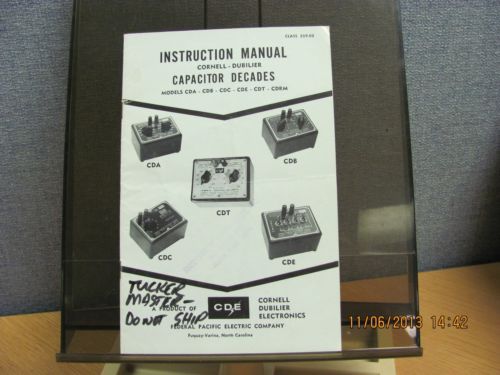 CLASS 359-00
INSTRUCTION MANUAL
CORNELL - DUBILIER
CAPACITOR DECADES
MODELS CDA - CDB - CDC - CDE - CDT - CDRM
CDA
CDB
CDT
CDC
CDE
TUCKER
MASTER-
DO NOT SHIP
A PRODUCT OF
CDE
CORNELL
DUBILIER
ELECTRONICS
FEDERAL PACIFIC ELECTRIC COMPANY
Fuquay-Varina, North Carolina
11/06/2013 14:42